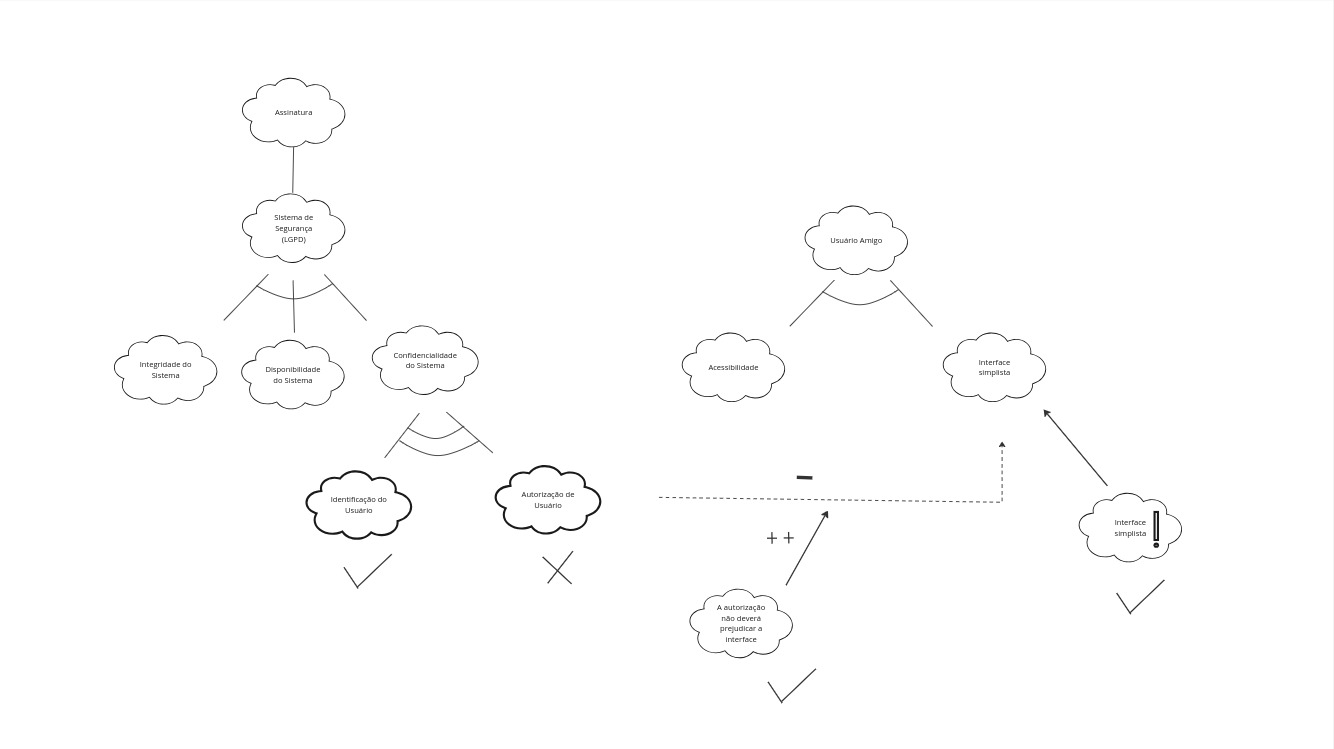 Assinatura
Sistema de
Segurança
(LGPD)
Usuário Amigo
Integridade do
Sistema
Disponibilidade
do Sistema
Confidencialidade
do Sistema
Acessibilidade
Interface
simplista
Identificação do
Usuário
Autorização de
Usuário
Interface
simplista
!
-
++
A autorização
não deverá
prejudicar a
interface